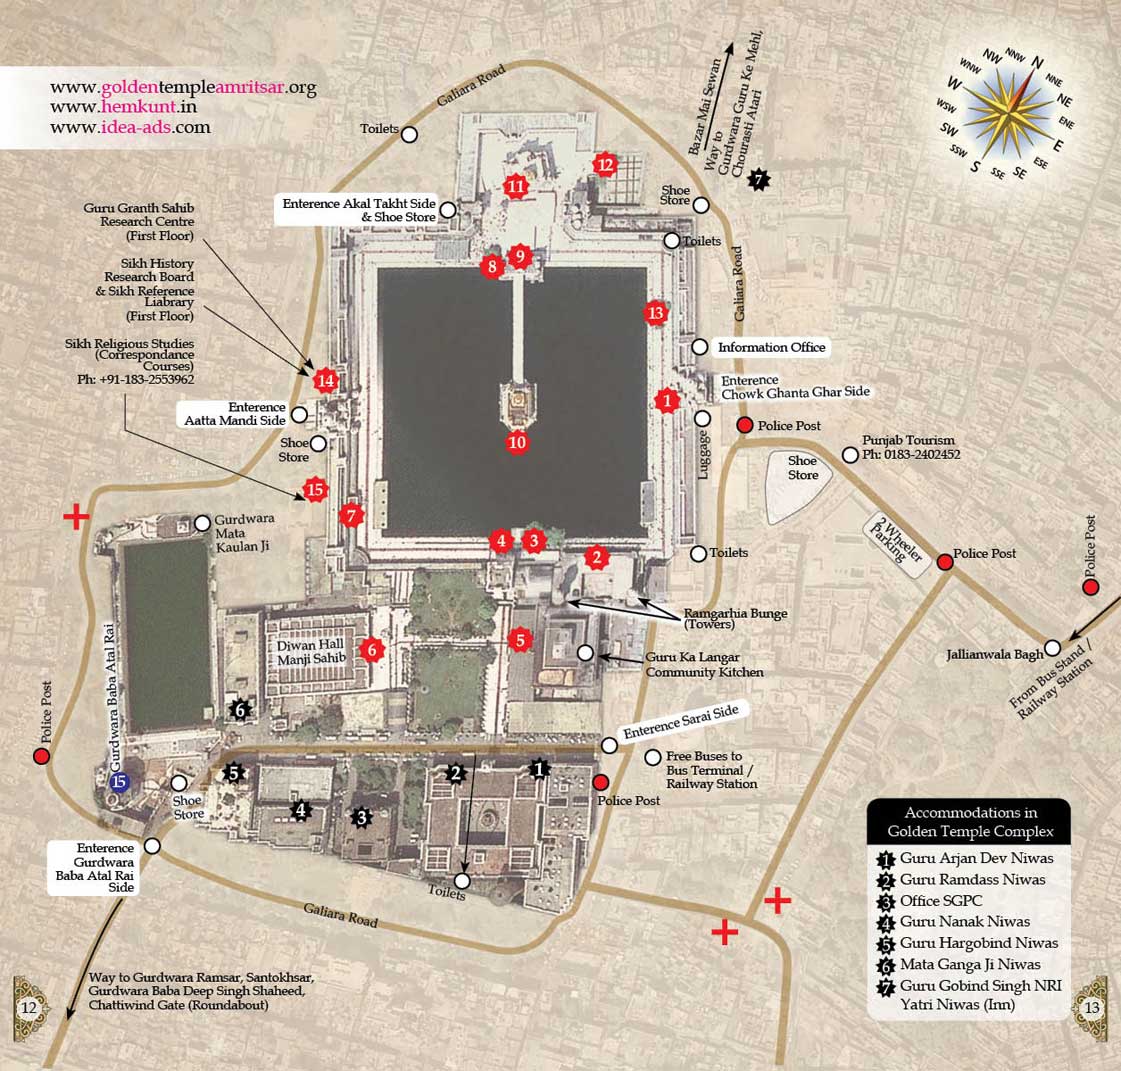 www.goldentempleamritsar.org
www.hemkunt.in
www.idea-ads.com
Galiara Road
Toilets
Bazar Mai Sewan
Way to
Gurdwara Guru Ke Mehl,
Chourasti Atari
7
N
NNE
NE
ENE
E
ESE
SE
SSE
S
SSW
SW
WSW
W
WNW
NW
NNW
12
11
Enterence Akal Takht Side
& Shoe Store
Shoe
Store
Toilets
Guru Granth Sahib
Research Centre
(First Floor)
Sikh History
Research Board
& Sikh Reference
Liabrary
(First Floor)
Sikh Religious Studies
(Correspondance
Courses)
Ph: +91-183-2553962
8
9
13
Galiara Road
Information Office
14
1
Enterence
Chowk Ghanta Ghar Side
Enterence
Aatta Mandi Side
10
Luggage
Police Post
Shoe
Store
Shoe
Store
Punjab Tourism
Ph: 0183-2402452
15
7
Gurdwara
Mata
Kaulan Ji
4
3
2
Toilets
2 Wheeler
Parking
Police Post
Police Post
Ramgarhia Bunge
(Towers)
Diwan Hall
Manji Sahib
6
5
Guru Ka Langar
Community Kitchen
Jallianwala Bagh
From Bus Stand /
Railway Station
Gurdwara Baba Atal Rai
Police Post
6
Enterence Sarai Side
Free Buses to
Bus Terminal /
Railway Station
15
Shoe
Store
5
4
3
2
1
Police Post
Enterence
Gurdwara
Baba Atal Rai
Side
Toilets
Galiara Road
Way to Gurdwara Ramsar, Santokhsar,
Gurdwara Baba Deep Singh Shaheed,
Chattiwind Gate (Roundabout)
Accommodations in
Golden Temple Complex
1 Guru Arjan Dev Niwas
2 Guru Ramdass Niwas
3 Office SGPC
4 Guru Nanak Niwas
5 Guru Hargobind Niwas
6 Mata Ganga Ji Niwas
7 Guru Gobind Singh NRI
Yatri Niwas (Inn)
12
13